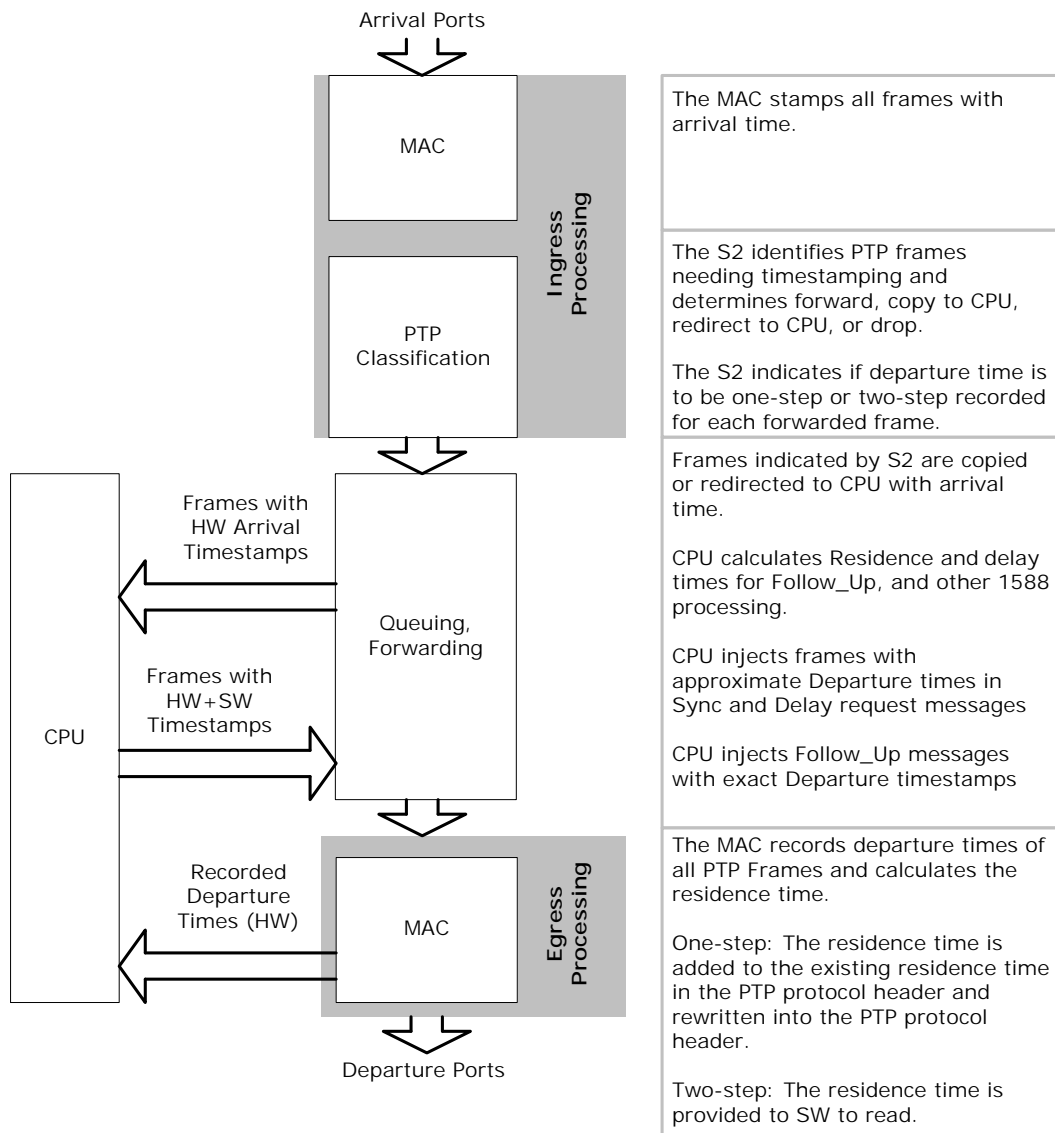 Arrival Ports
MAC
Ingress
Processing
The MAC stamps all frames with
arrival time.
PTP
Classification
The S2 identifies PTP frames
needing timestamping and
determines forward, copy to CPU,
redirect to CPU, or drop.
The S2 indicates if departure time is
to be one-step or two-step recorded
for each forwarded frame.
CPU
Frames with
HW Arrival
Timestamps
Frames with
HW+SW
Timestamps
Queuing,
Forwarding
Frames indicated by S2 are copied
or redirected to CPU with arrival
time.
CPU calculates Residence and delay
times for Follow_Up, and other 1588
processing.
CPU injects frames with
approximate Departure times in
Sync and Delay request messages
CPU injects Follow_Up messages
with exact Departure timestamps
Recorded
Departure
Times (HW)
MAC
Egress
Processing
The MAC records departure times of
all PTP Frames and calculates the
residence time.
One-step: The residence time is
added to the existing residence time
in the PTP protocol header and
rewritten into the PTP protocol
header.
Two-step: The residence time is
provided to SW to read.
Departure Ports